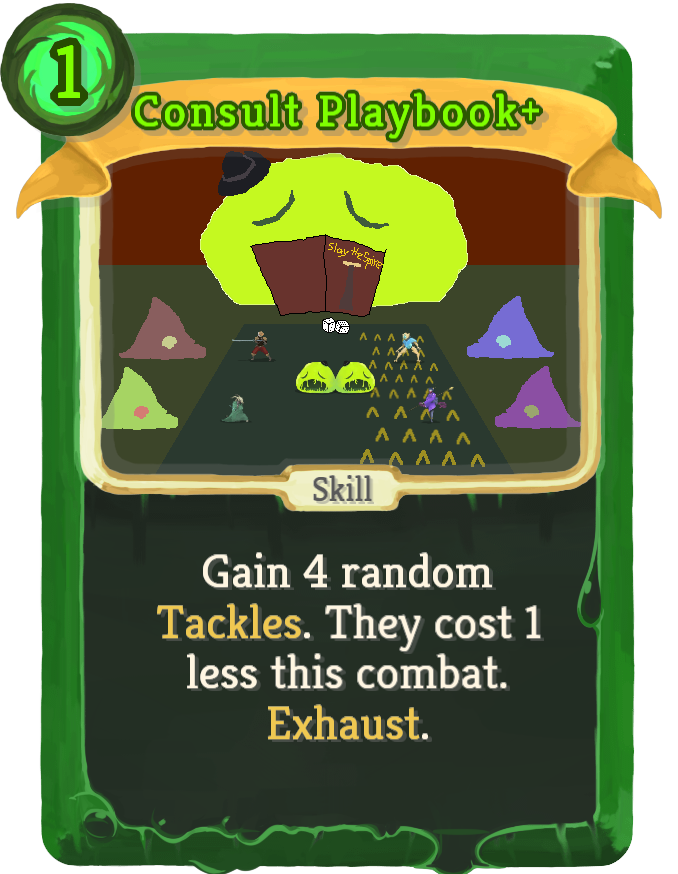 1
Consult Playbook+
Slay the Spire
Skill
Gain 4 random
Tackles. They cost 1
less this combat.
Exhaust.